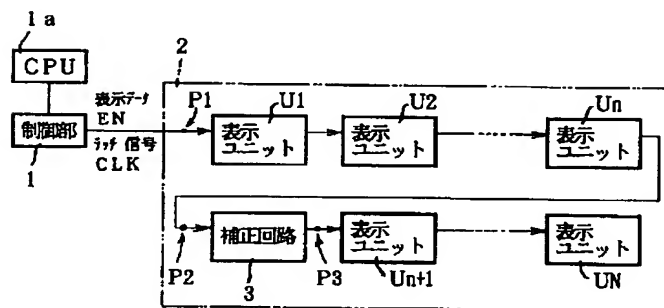 1a
CPU
制御部
1
表示データ
EN
ラッチ 信号
CLK
2
P1
U1
表示
ユニット
U2
表示
ユニット
Un
表示
ユニット
P2
補正回路
3
P3
表示
ユニット
Un+1
表示
ユニット
UN